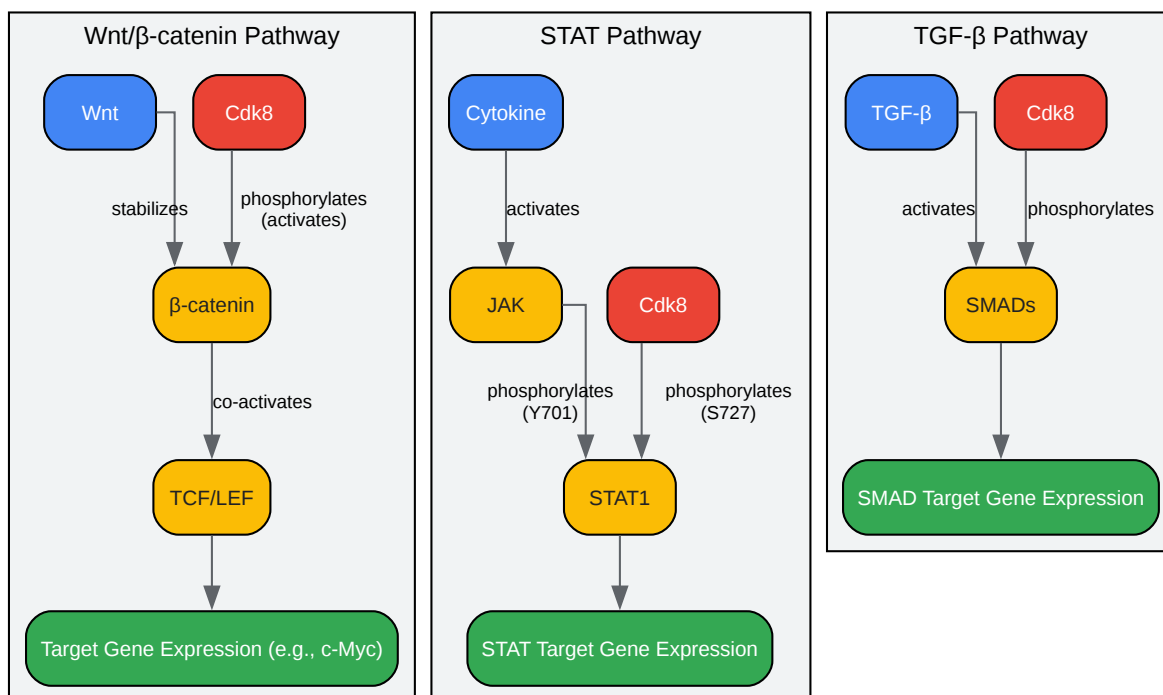 Wnt/β-catenin Pathway
Wnt
Cdk8
stabilizes
phosphorylates
(activates)
β-catenin
co-activates
TCF/LEF
Target Gene Expression (e.g., c-Myc)
STAT Pathway
Cytokine
activates
JAK
Cdk8
phosphorylates
(Y701)
phosphorylates
(S727)
STAT1
STAT Target Gene Expression
TGF-β Pathway
TGF-β
Cdk8
activates
phosphorylates
SMADs
SMAD Target Gene Expression